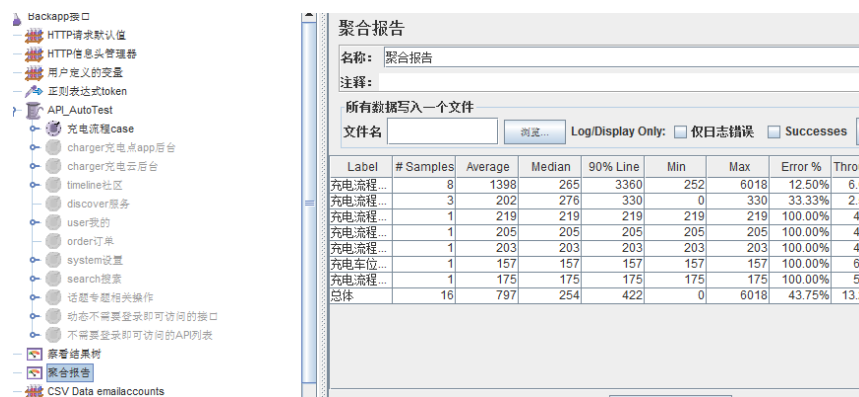 Backapp接口
HTTP请求默认值
HTTP信息头管理器
用户定义的变量
正则表达式token
API_AutoTest
充电流程case
charger充电点app后台
charger充电云后台
timeline社区
discover服务
user我的
order订单
system设置
search搜索
话题专题相关操作
动态不需要登录即可访问的接口
不需要登录即可访问的API列表
察看结果树
聚合报告
CSV Data emailaccounts
聚合报告
名称： 聚合报告
注释：
所有数据写入一个文件
文件名 浏览... Log/Display Only: 仅日志错误 Successes
Label # Samples Average Median 90% Line Min Max Error % Throu
充电流程... 8 1398 265 3360 252 6018 12.50% 6.
充电流程... 3 202 276 330 0 330 33.33% 2.
充电流程... 1 219 219 219 219 219 100.00% 4
充电流程... 1 205 205 205 205 205 100.00% 4
充电流程... 1 203 203 203 203 203 100.00% 4
充电车位... 1 157 157 157 157 157 100.00% 6
充电流程... 1 175 175 175 175 175 100.00% 5
总体 16 797 254 422 0 6018 43.75% 13.